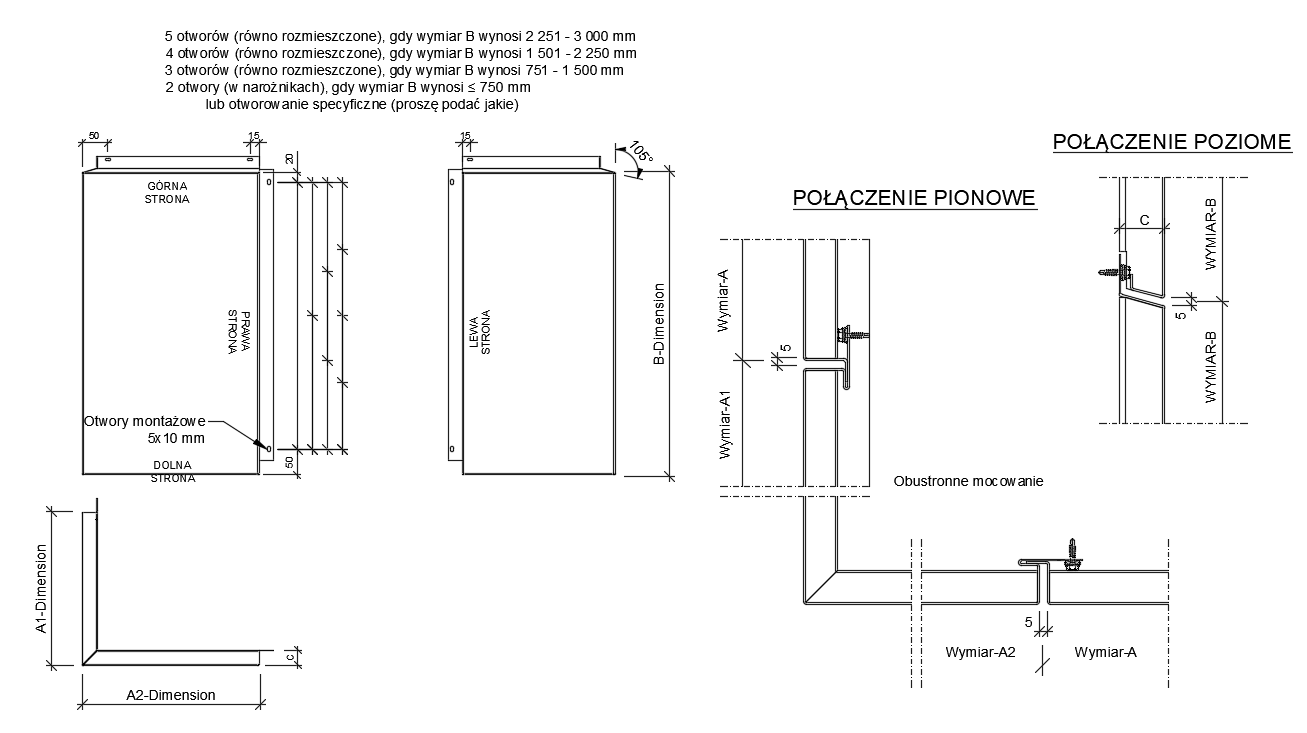 5 otworów (równo rozmieszczone), gdy wymiar B wynosi 2 251 - 3 000 mm
4 otworów (równo rozmieszczone), gdy wymiar B wynosi 1 501 - 2 250 mm
3 otworów (równo rozmieszczone), gdy wymiar B wynosi 751 - 1 500 mm
2 otwory (w narożnikach), gdy wymiar B wynosi ≤ 750 mm
lub otworowanie specyficzne (proszę podać jakie)
50
15
20
GÓRNA
STRONA
PRAWA
STRONA
Otwory montażowe
5x10 mm
DOLNA
STRONA
50
15
105°
LEWA
STRONA
B-Dimension
A1-Dimension
A2-Dimension
C
POŁĄCZENIE PIONOWE
Wymiar-A
5
Wymiar-A1
Obustronne mocowanie
5
Wymiar-A2
Wymiar-A
POŁĄCZENIE POZIOME
C
WYMIAR-B
5
WYMIAR-B